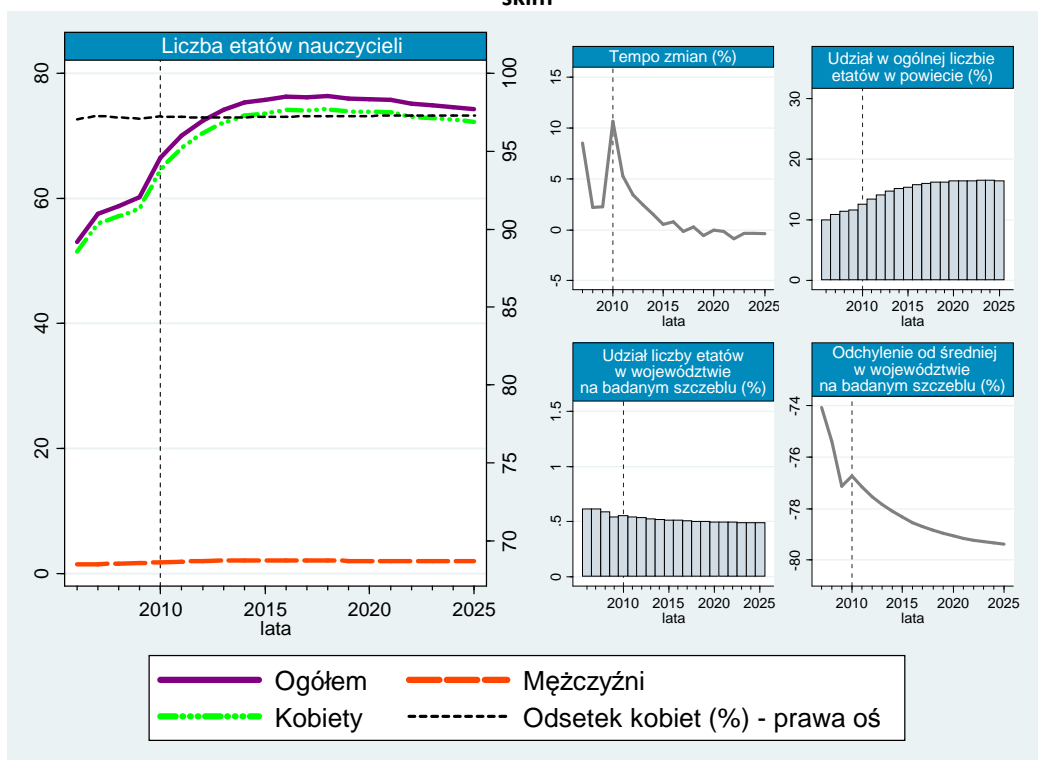 skim
Liczba etatów nauczycieli
0
20
40
60
80
70
75
80
85
90
95
100
2010
2015
2020
2025
lata
Tempo zmian (%)
-5
0
5
10
15
2010
2015
2020
2025
lata
Udział w ogólnej liczbie
etatów w powiecie (%)
0
10
20
30
2010
2015
2020
2025
lata
Udział liczby etatów
w województwie
na badanym szczeblu (%)
0
.5
1
1.5
2010
2015
2020
2025
lata
Odchylenie od średniej
w województwie
na badanym szczeblu (%)
-80
-78
-76
-74
2010
2015
2020
2025
lata
Ogółem
Mężczyźni
Kobiety
Odsetek kobiet (%) - prawa oś